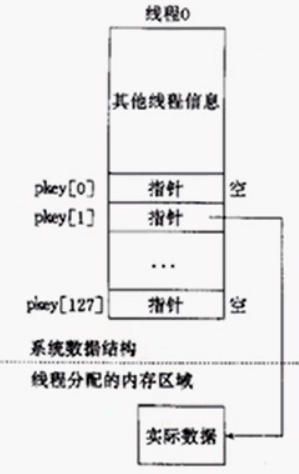 线程0
其他线程信息
pkey[0] 指针 空
pkey[1] 指针
...
pkey[127] 指针 空
系统数据结构
线程分配的内存区域
实际数据